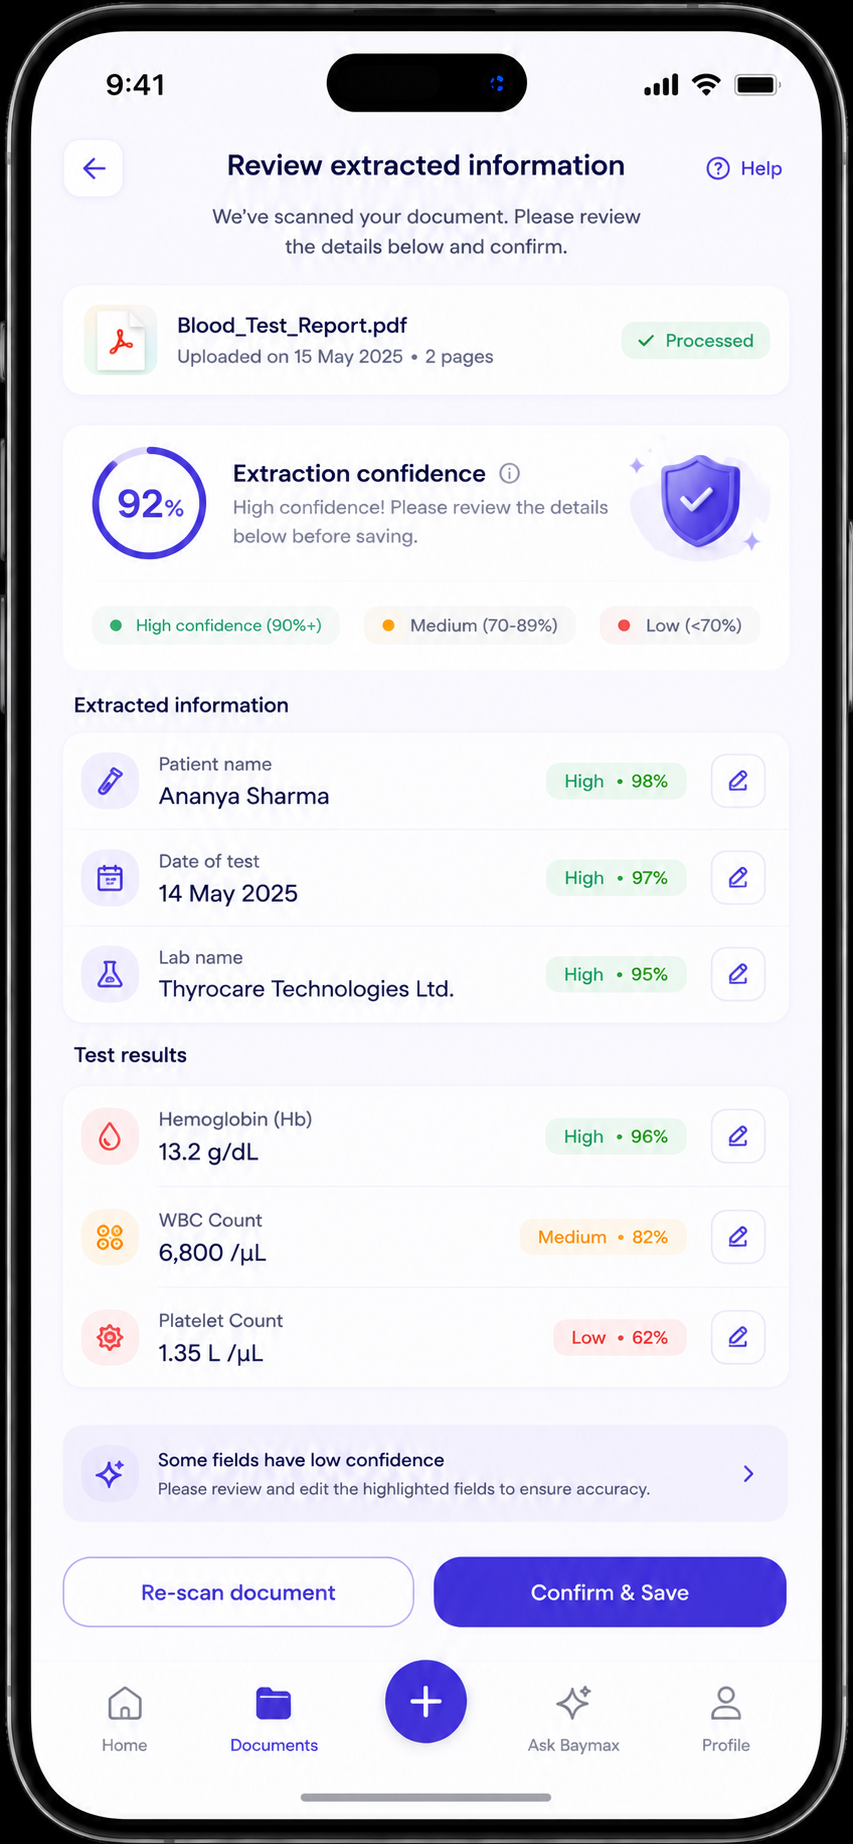 9:41
Review extracted information
Help
We've scanned your document. Please review
the details below and confirm.
Blood_Test_Report.pdf
Uploaded on 15 May 2025 • 2 pages
Processed
92%
Extraction confidence
High confidence! Please review the details
below before saving.
High confidence (90%+)
Medium (70-89%)
Low (<70%)
Extracted information
Patient name
Ananya Sharma
High • 98%
Date of test
14 May 2025
High • 97%
Lab name
Thyrocare Technologies Ltd.
High • 95%
Test results
Hemoglobin (Hb)
13.2 g/dL
High • 96%
WBC Count
6,800 /µL
Medium • 82%
Platelet Count
1.35 L /µL
Low • 62%
Some fields have low confidence
Please review and edit the highlighted fields to ensure accuracy.
Re-scan document
Confirm & Save
Home
Documents
Ask Baymax
Profile